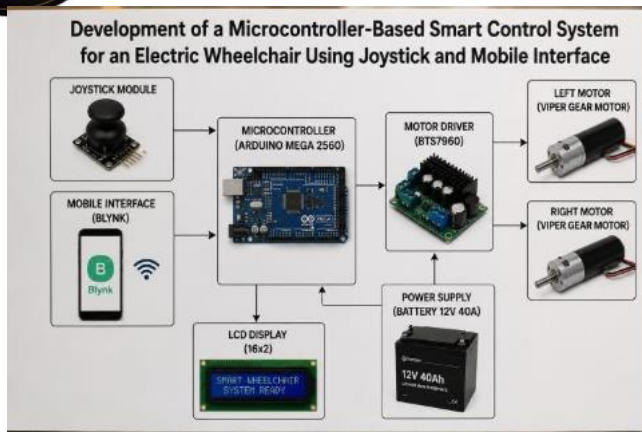 Development of a Microcontroller-Based Smart Control System
for an Electric Wheelchair Using Joystick and Mobile Interface
JOYSTICK MODULE
MICROCONTROLLER
(ARDUINO MEGA 2560)
MOTOR DRIVER
(BTS7960)
LEFT MOTOR
(VIPER GEAR MOTOR)
MOBILE INTERFACE
(BLYNK)
B
Blynk
RIGHT MOTOR
(VIPER GEAR MOTOR)
LCD DISPLAY
(16x2)
SMART WHEELCHAIR
SYSTEM READY
POWER SUPPLY
(BATTERY 12V 40A)
12V 40Ah